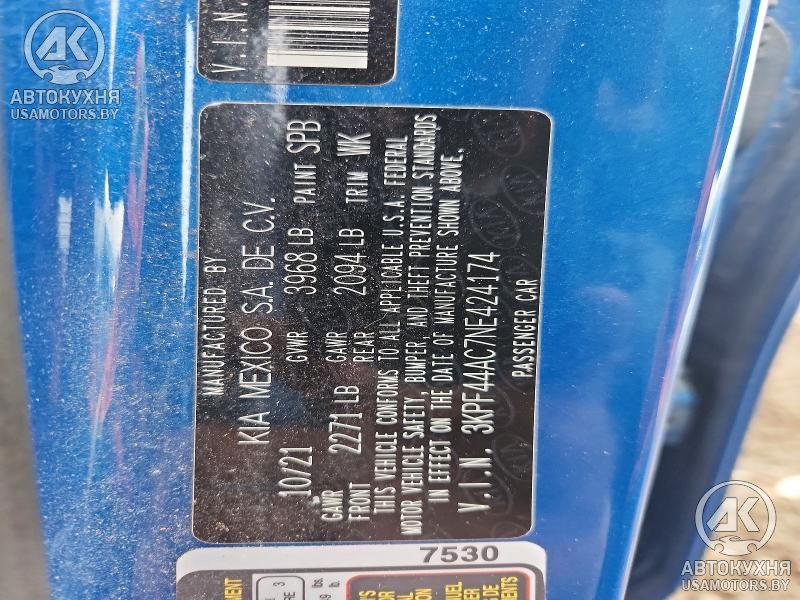 AK
АВТОКУХНЯ
USAMOTORS.BY
V.I.N.
MANUFACTURED BY
KIA MEXICO S.A. DE C.V.
10/21 GVWR 3968 LB PAINT SPB
GAWR FRONT 2271 LB GAWR REAR 2094 LB TRIM WK
THIS VEHICLE CONFORMS TO ALL APPLICABLE U.S.A. FEDERAL
MOTOR VEHICLE SAFETY, BUMPER, AND THEFT PREVENTION STANDARDS
IN EFFECT ON THE DATE OF MANUFACTURE SHOWN ABOVE.
V.I.N. 3KPF44AC7NE424174
PASSENGER CAR
7530
AK
АВТОКУХНЯ
USAMOTORS.BY